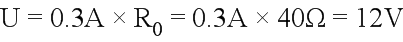 U = 0.3A × R₀ = 0.3A × 40Ω = 12V